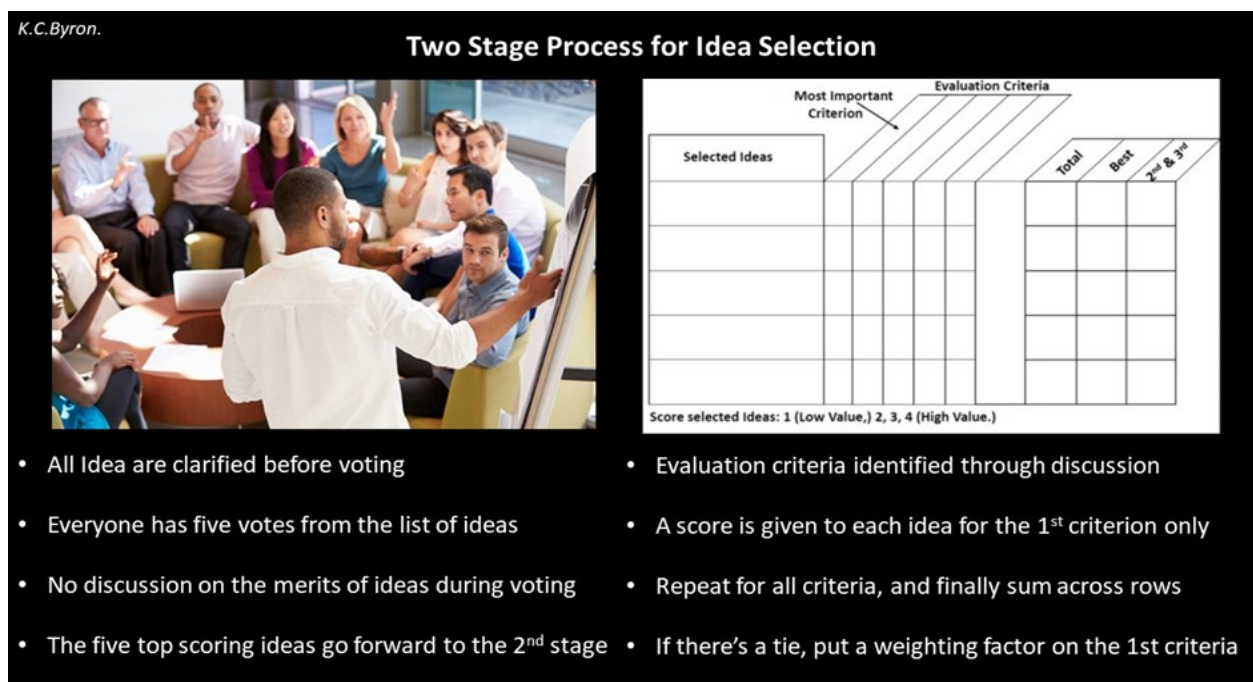 K.C.Byron.
Two Stage Process for Idea Selection
Evaluation Criteria
Most Important
Criterion
Selected Ideas
Total
Best
2nd & 3rd
Score selected Ideas: 1 (Low Value,) 2, 3, 4 (High Value.)
• All Idea are clarified before voting
• Everyone has five votes from the list of ideas
• No discussion on the merits of ideas during voting
• The five top scoring ideas go forward to the 2nd stage
• Evaluation criteria identified through discussion
• A score is given to each idea for the 1st criterion only
• Repeat for all criteria, and finally sum across rows
• If there's a tie, put a weighting factor on the 1st criteria